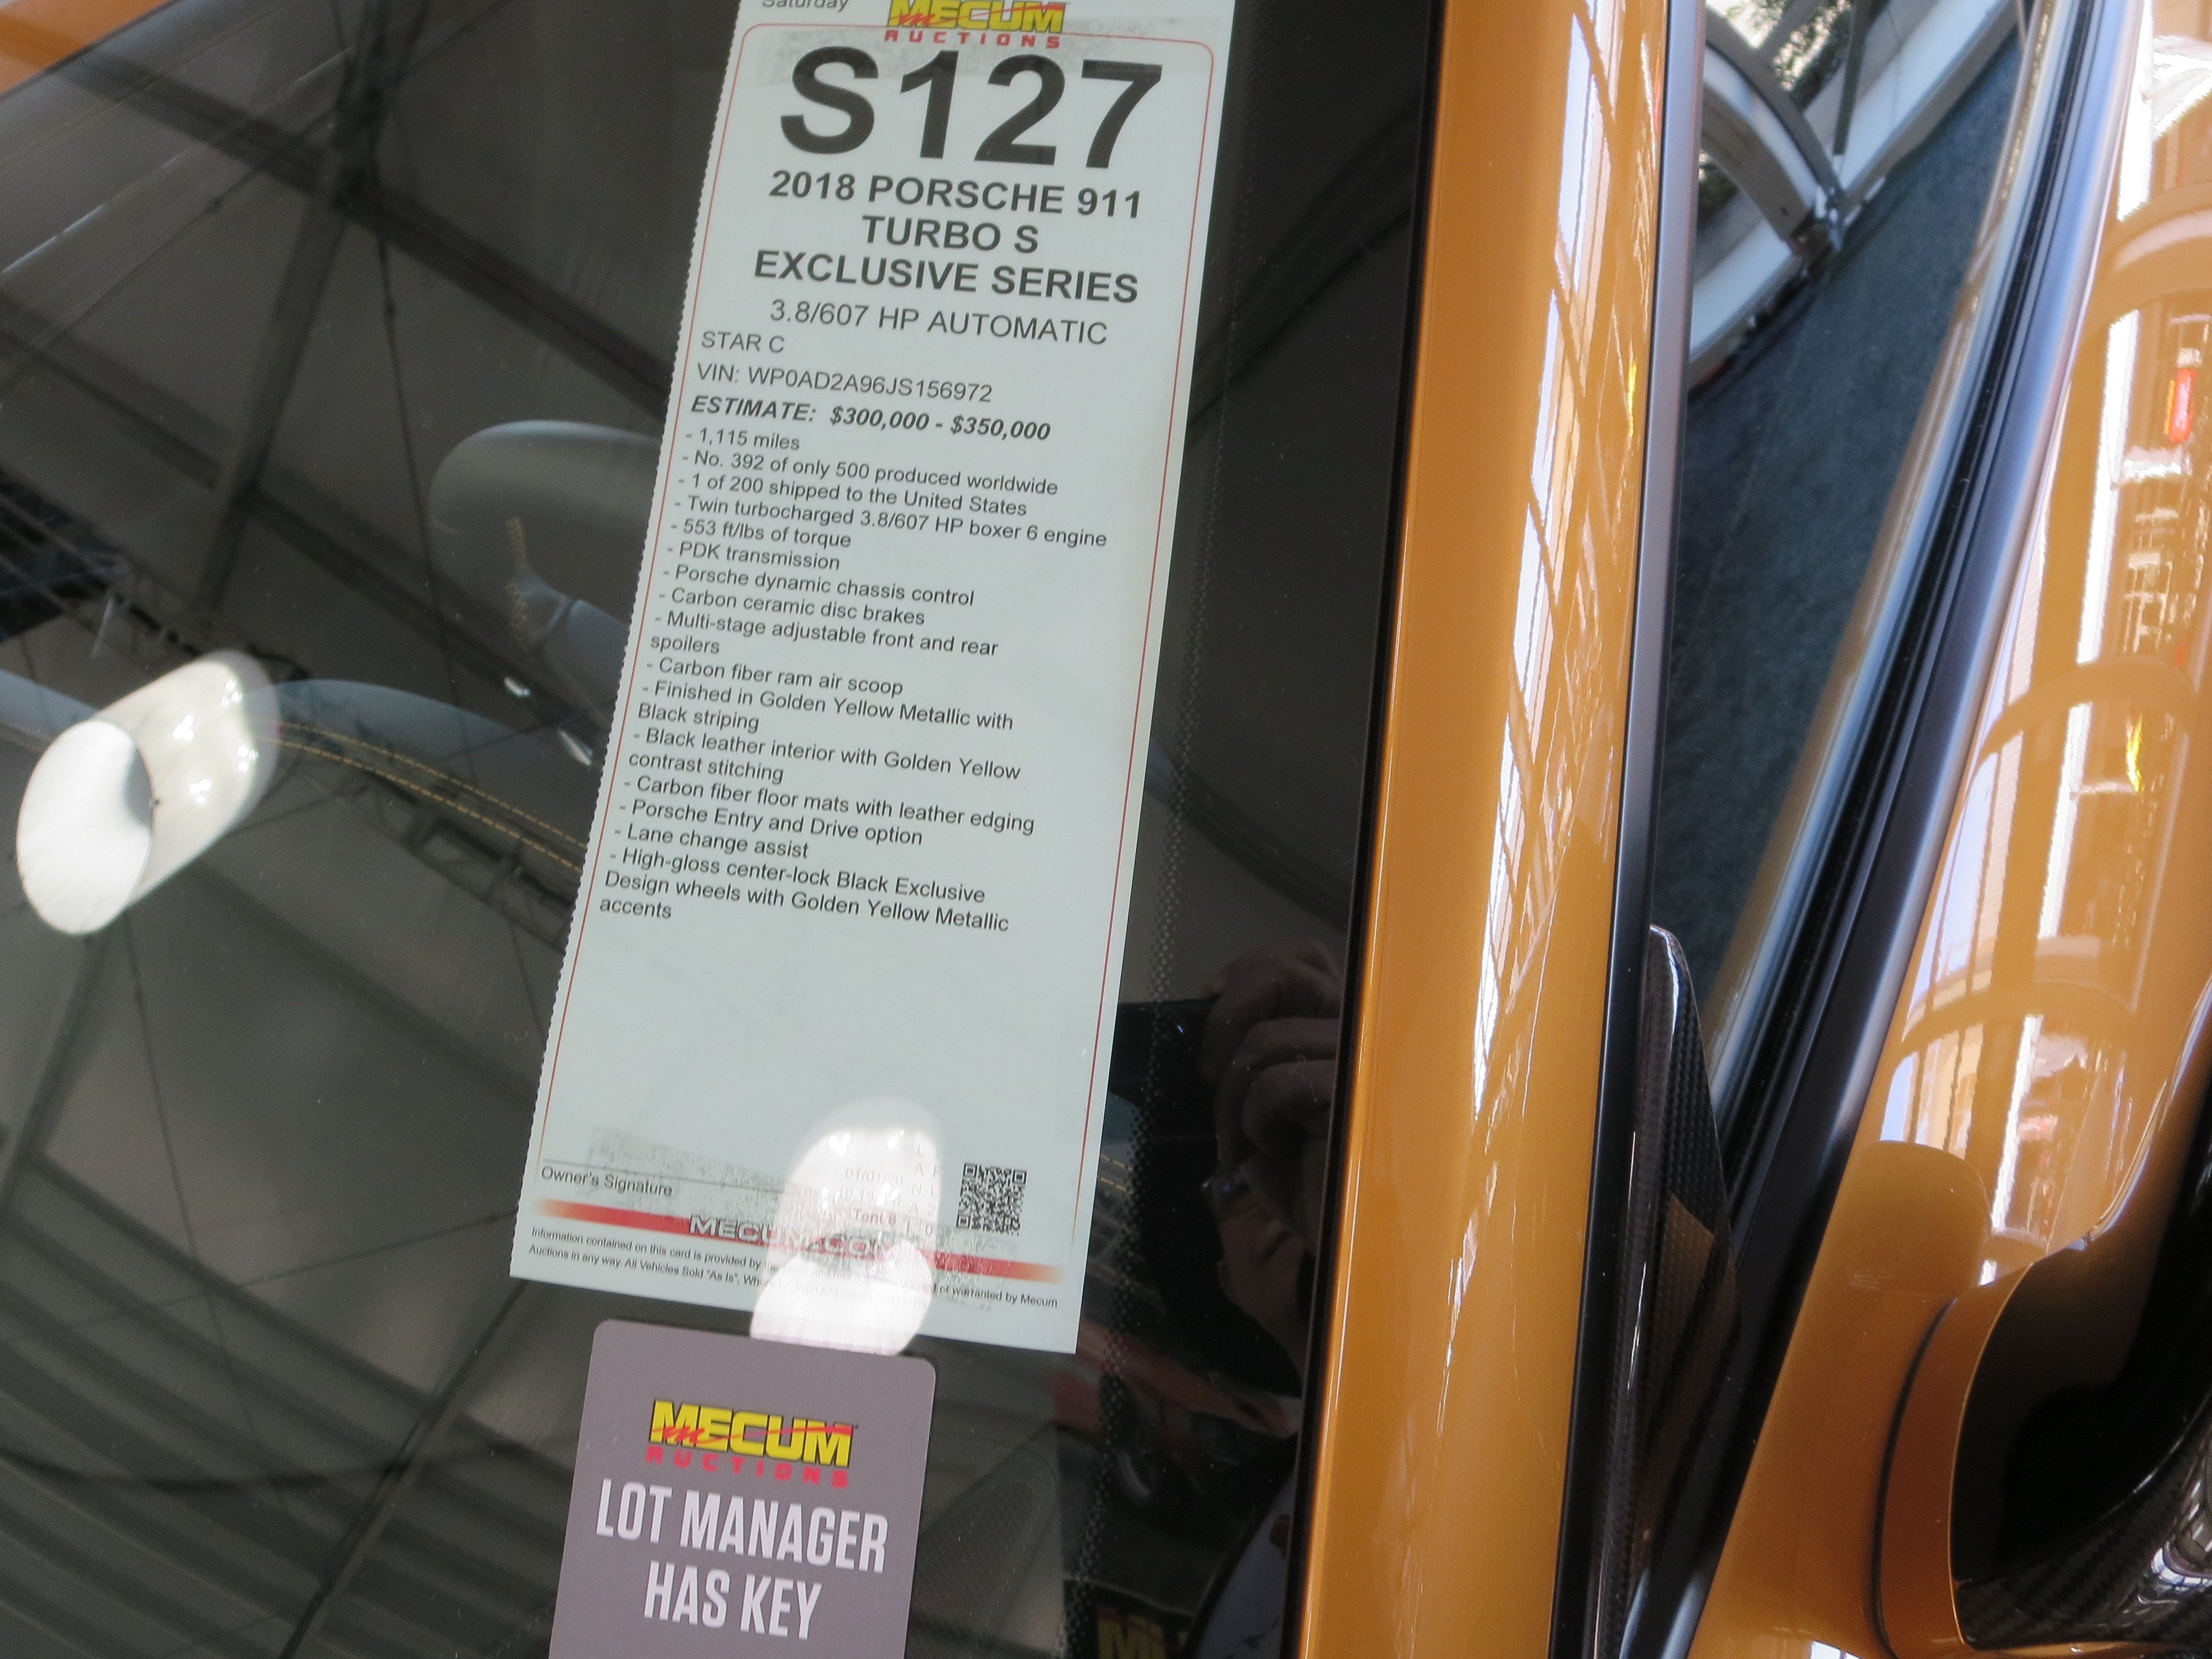 Saturday
MECUM
AUCTIONS
S127
2018 PORSCHE 911
TURBO S
EXCLUSIVE SERIES
3.8/607 HP AUTOMATIC
STAR C
VIN: WP0AD2A96JS156972
ESTIMATE: $300,000 - $350,000
- 1,115 miles
- No. 392 of only 500 produced worldwide
- 1 of 200 shipped to the United States
- Twin turbocharged 3.8/607 HP boxer 6 engine
- 553 ft/lbs of torque
- PDK transmission
- Porsche dynamic chassis control
- Carbon ceramic disc brakes
- Multi-stage adjustable front and rear
spoilers
- Carbon fiber ram air scoop
- Finished in Golden Yellow Metallic with
Black striping
- Black leather interior with Golden Yellow
contrast stitching
- Carbon fiber floor mats with leather edging
- Porsche Entry and Drive option
- Lane change assist
- High-gloss center-lock Black Exclusive
Design wheels with Golden Yellow Metallic
accents
Owner's Signature
MECUM.COM
Information contained on this card is provided by
Auctions in any way. All Vehicles Sold "As Is", warranted by Mecum
MECUM
AUCTIONS
LOT MANAGER
HAS KEY